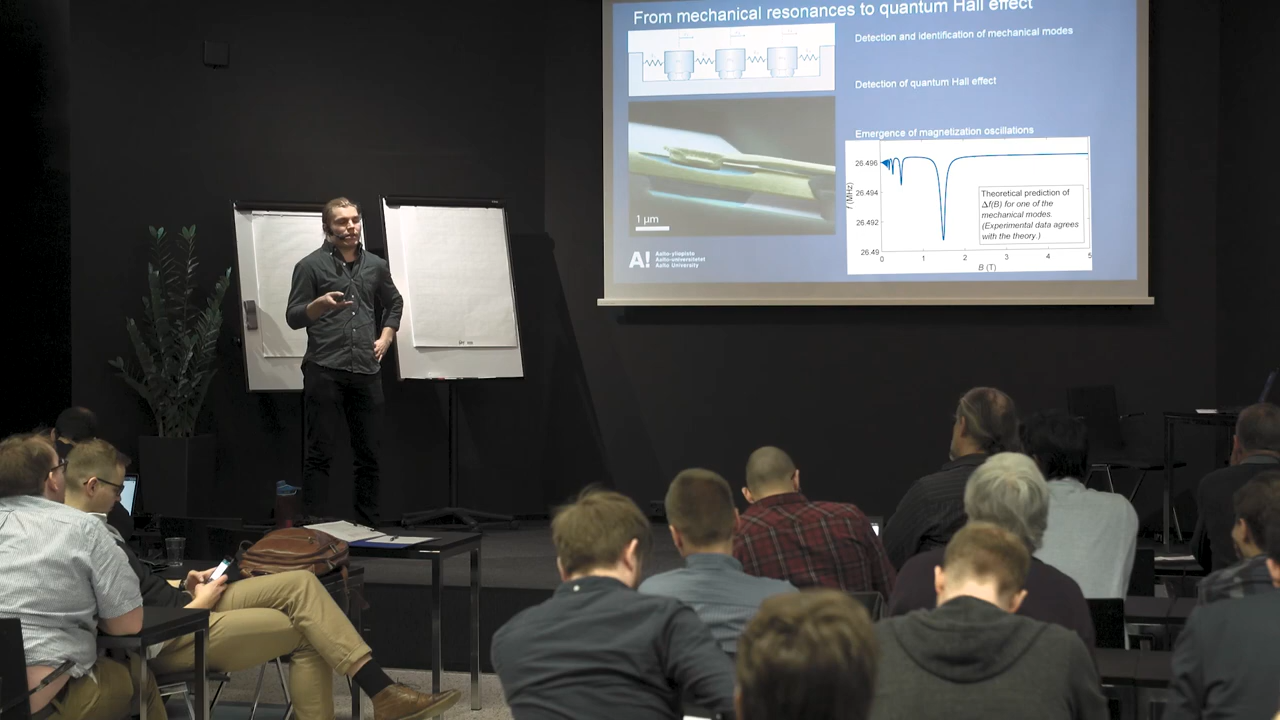 From mechanical resonances to quantum Hall effect
Detection and identification of mechanical modes
Detection of quantum Hall effect
Emergence of magnetization oscillations
1 µm
A!
Aalto-yliopisto
Aalto-universitetet
Aalto University
f (MHz)
26.496
26.494
26.492
26.49
Theoretical prediction of
Δf(B) for one of the
mechanical modes.
(Experimental data agrees
with the theory.)
0 1 2 3 4 5
B (T)